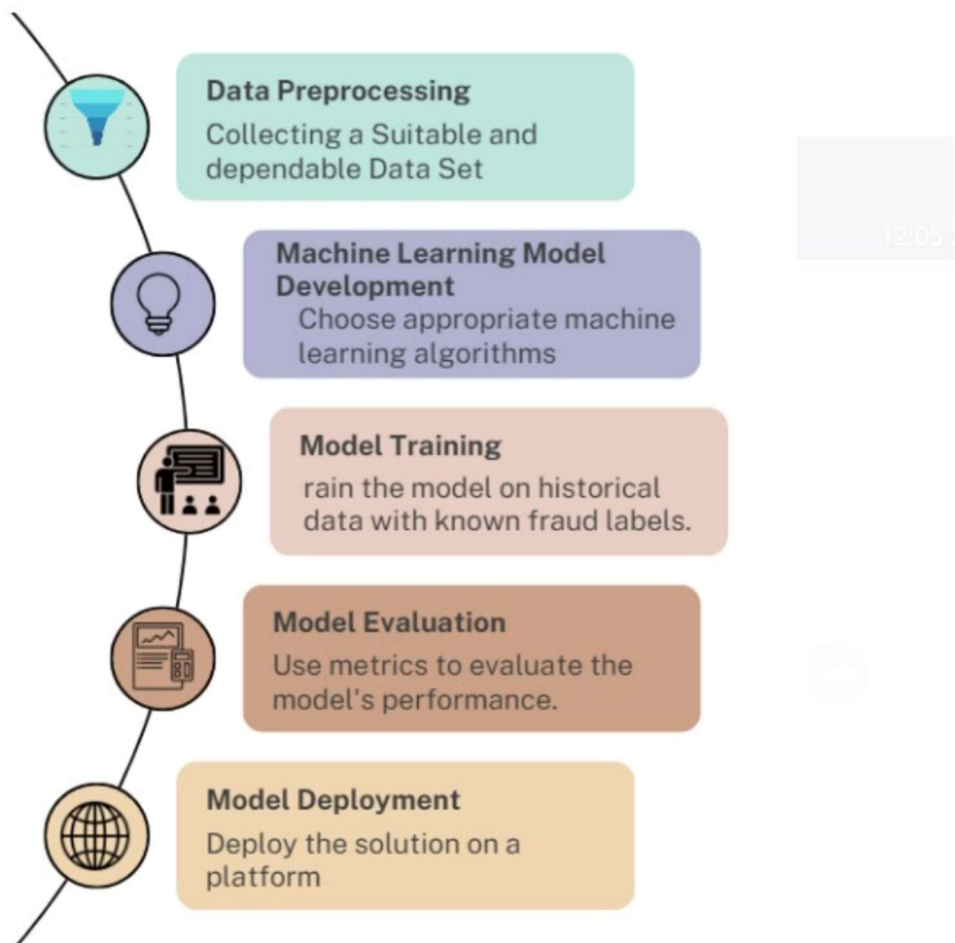 Data Preprocessing
Collecting a Suitable and
dependable Data Set
12:05
Machine Learning Model
Development
Choose appropriate machine
learning algorithms
Model Training
rain the model on historical
data with known fraud labels.
Model Evaluation
Use metrics to evaluate the
model's performance.
Model Deployment
Deploy the solution on a
platform